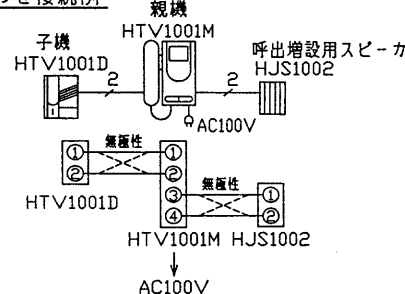 接続例
親機
HTV1001M
子機
HTV1001D
呼出増設用スピーカ
HJS1002
2
2
AC100V
無極性
① ①
② ②
HTV1001D
③ 無極性 ①
④ ②
HTV1001M HJS1002
AC100V